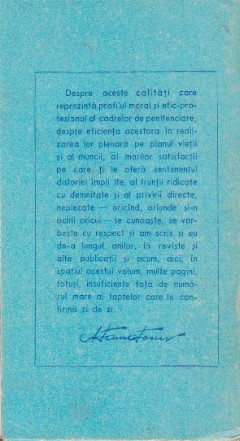 Despre aceste calități care
reprezintă profilul moral și etic-pro-
fesional al cadrelor de penitenciare,
despre eficiența acestora în reali-
zarea lor plenară pe planul vieții
și al muncii, al marilor satisfacții
pe care ți le oferă sentimentul
datoriei împlinite, al frunții ridicate
cu demnitate și al privirii directe,
neplecate — oricînd, oriunde și-n
ochii oricui — se cunoaște, se vor-
bește cu respect și am scris și eu
de-a lungul anilor, în reviste și
alte publicații și acum, aici, în
spațiul acestui volum, multe pagini,
totuși, insuficiente față de numă-
rul mare al faptelor care le con-
firmă zi de zi.